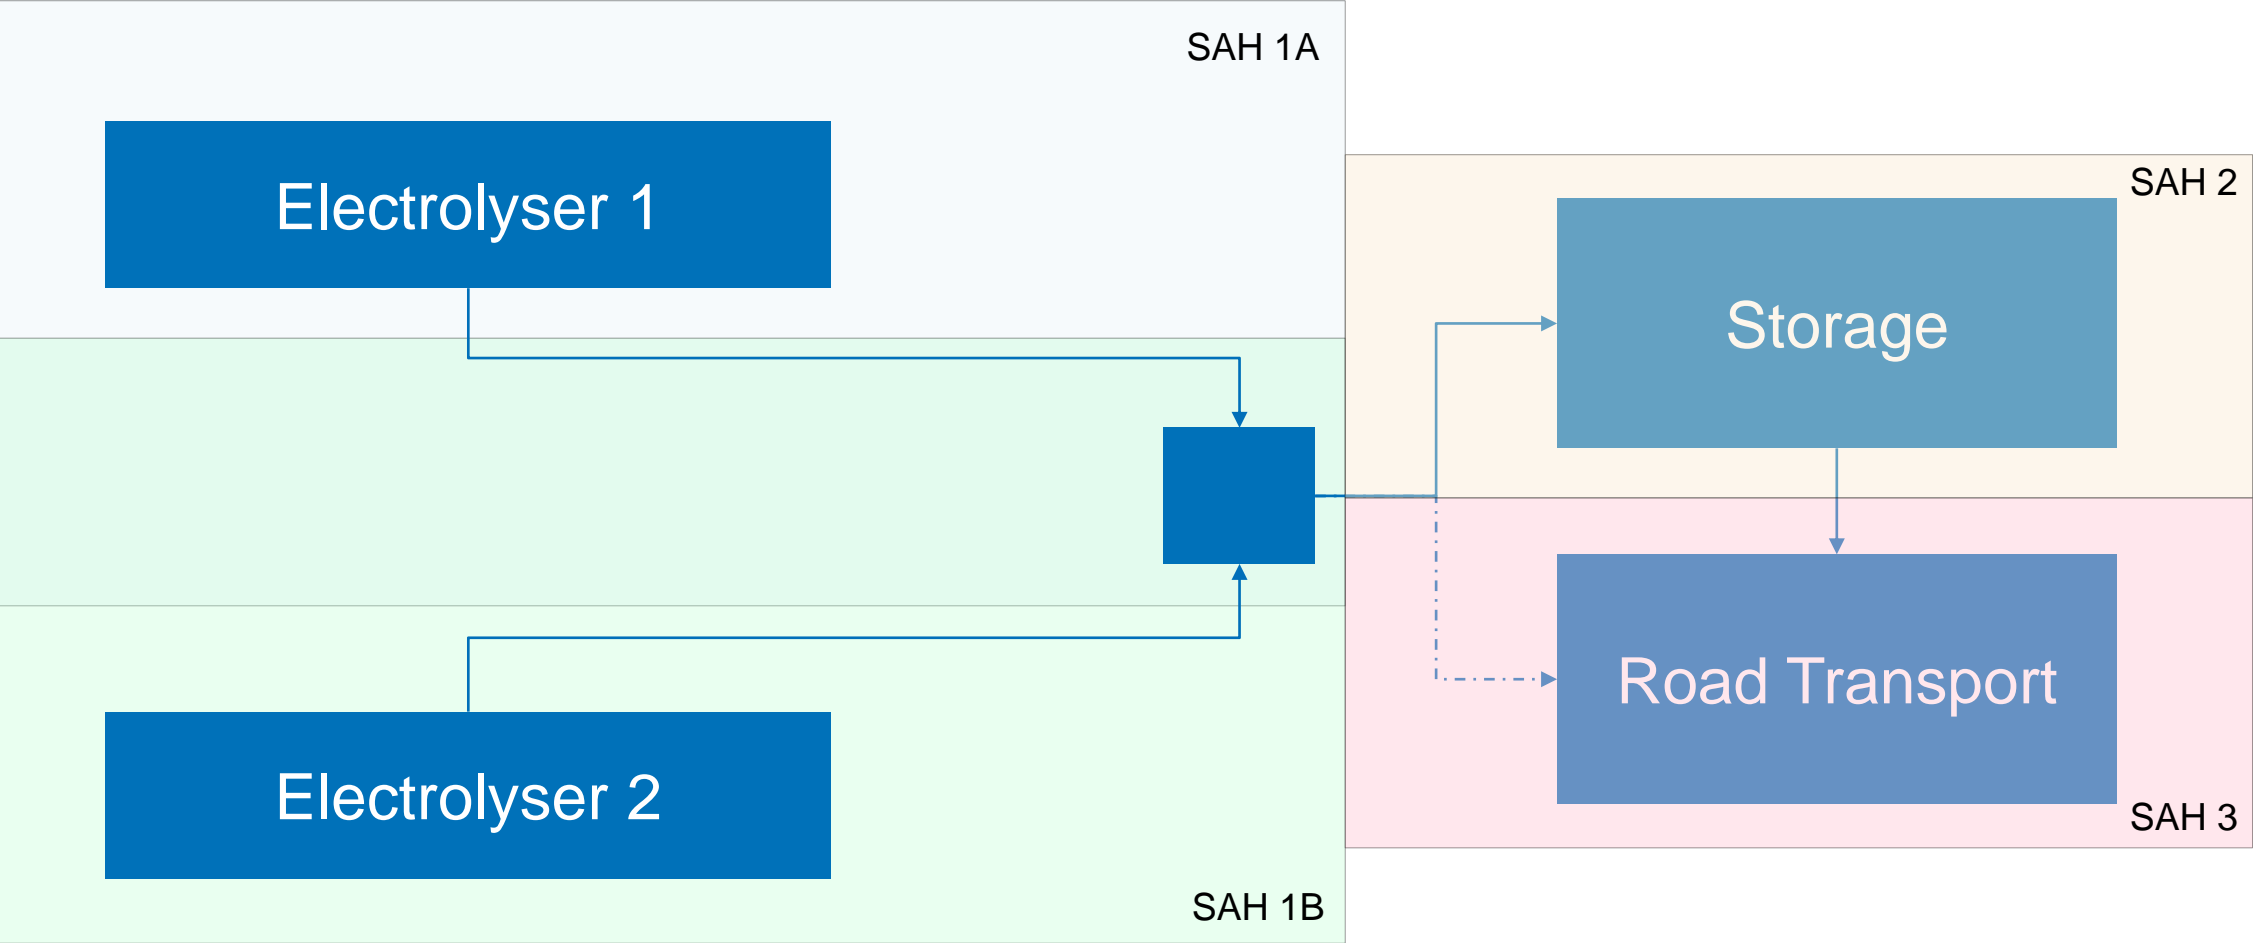 SAH 1A
Electrolyser 1
SAH 2
Storage
Road Transport
Electrolyser 2
SAH 3
SAH 1B